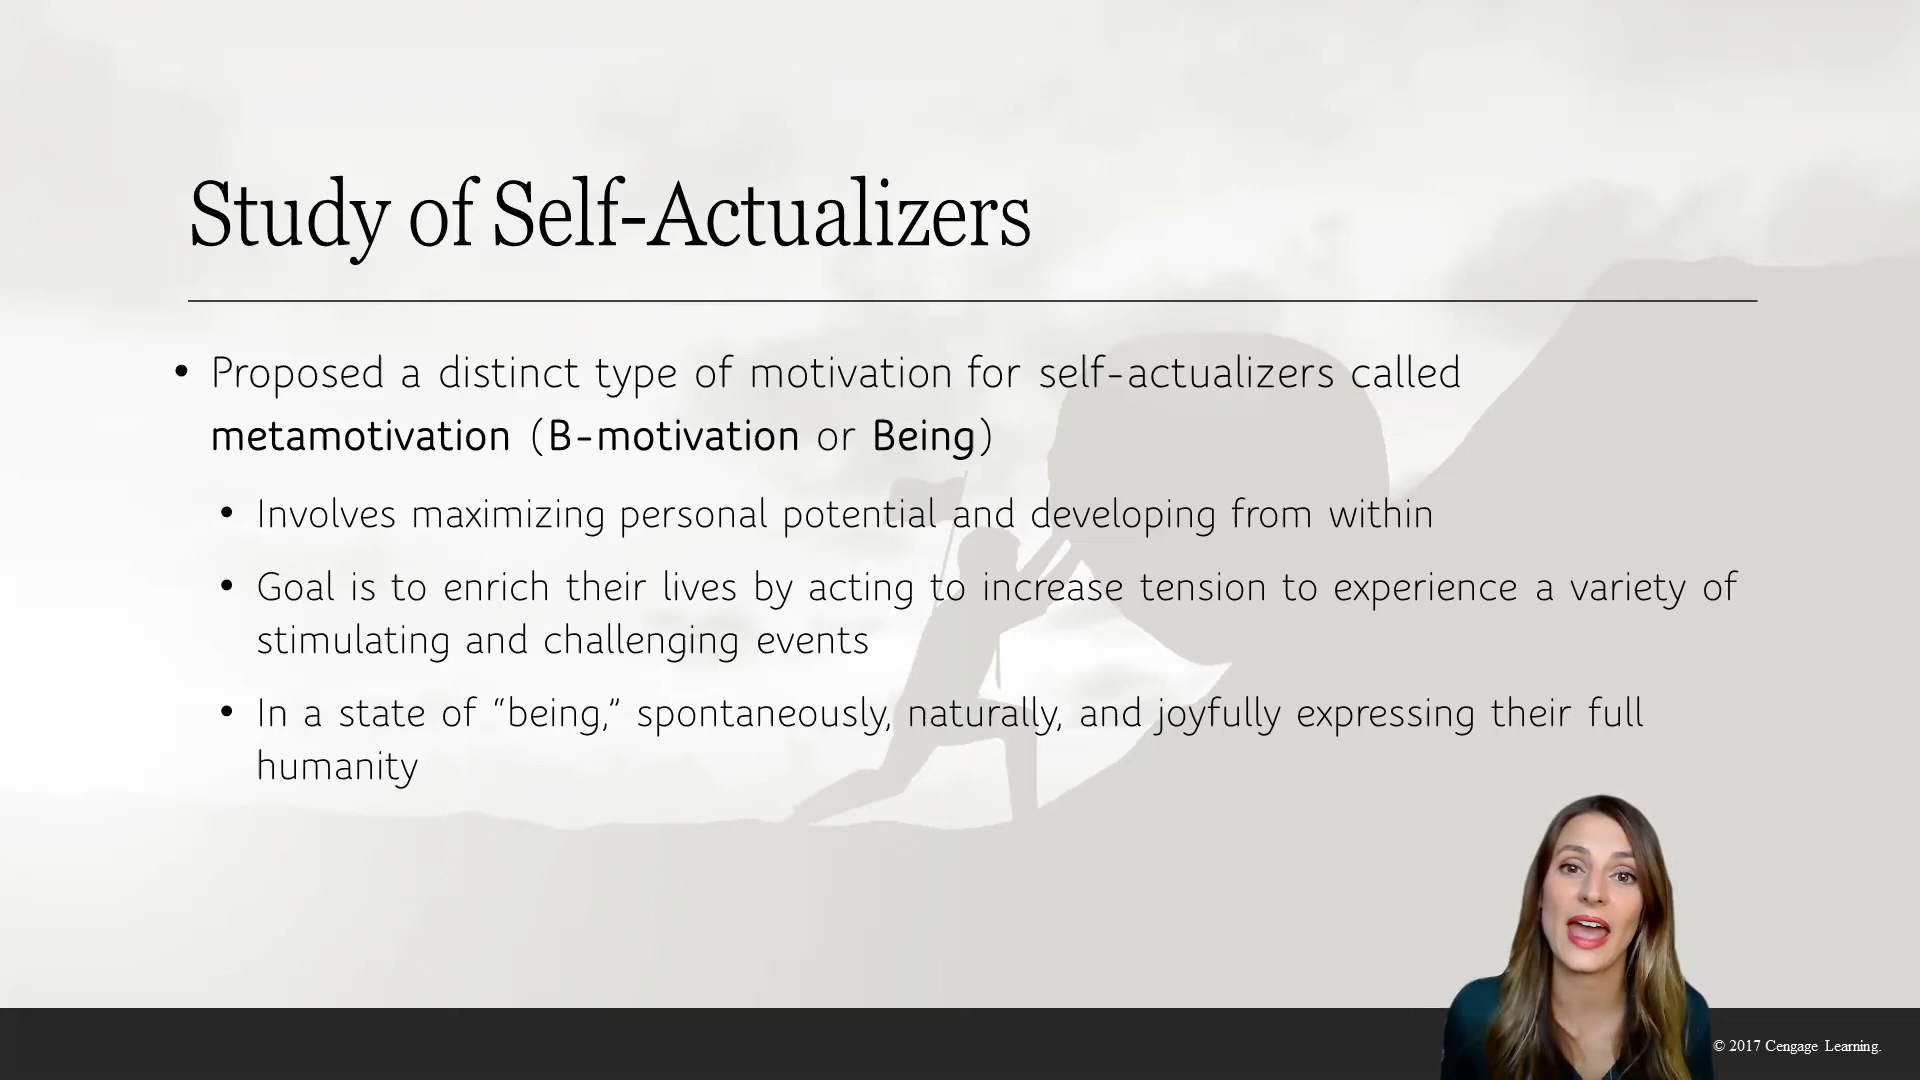 Study of Self-Actualizers
• Proposed a distinct type of motivation for self-actualizers called
metamotivation (B-motivation or Being)
• Involves maximizing personal potential and developing from within
• Goal is to enrich their lives by acting to increase tension to experience a variety of
stimulating and challenging events
• In a state of “being,” spontaneously, naturally, and joyfully expressing their full
humanity
© 2017 Cengage Learning.